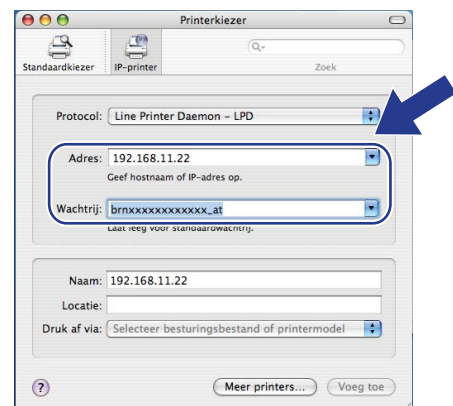 Printerkiezer
Standaardkiezer IP-printer Zoek
Protocol: Line Printer Daemon – LPD
Adres: 192.168.11.22
Geef hostnaam of IP-adres op.
Wachtrij: brnxxxxxxxxxxxx_at
Laat leeg voor standaardwachtrij.
Naam: 192.168.11.22
Locatie:
Druk af via: Selecteer besturingsbestand of printermodel
? Meer printers... Voeg toe